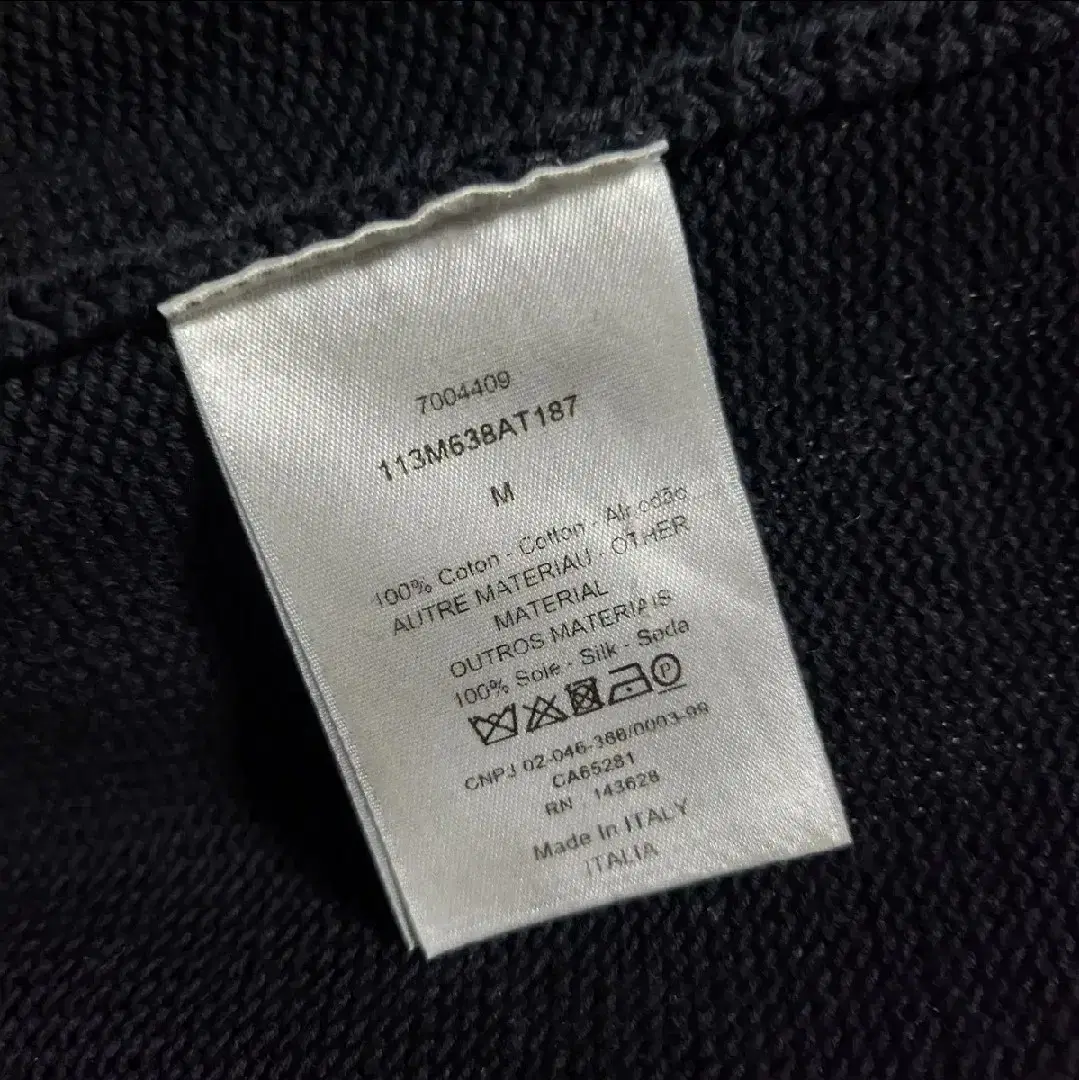 7004409
113M638AT187
M
100% Coton - Cotton - Algodão
AUTRE MATERIAU - OTHER
MATERIAL
OUTROS MATERIAIS
100% Soie - Silk - Seda
P
CNPJ 02-046-386/0003-99
CA65281
RN : 143628
Made In ITALY
ITALIA